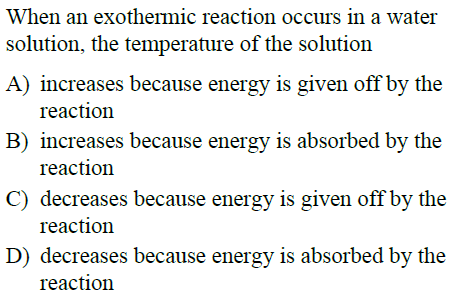 When an exothermic reaction occurs in a water
solution, the temperature of the solution
A) increases because energy is given off by the
reaction
B) increases because energy is absorbed by the
reaction
C) decreases because energy is given off by the
reaction
D) decreases because energy is absorbed by the
reaction